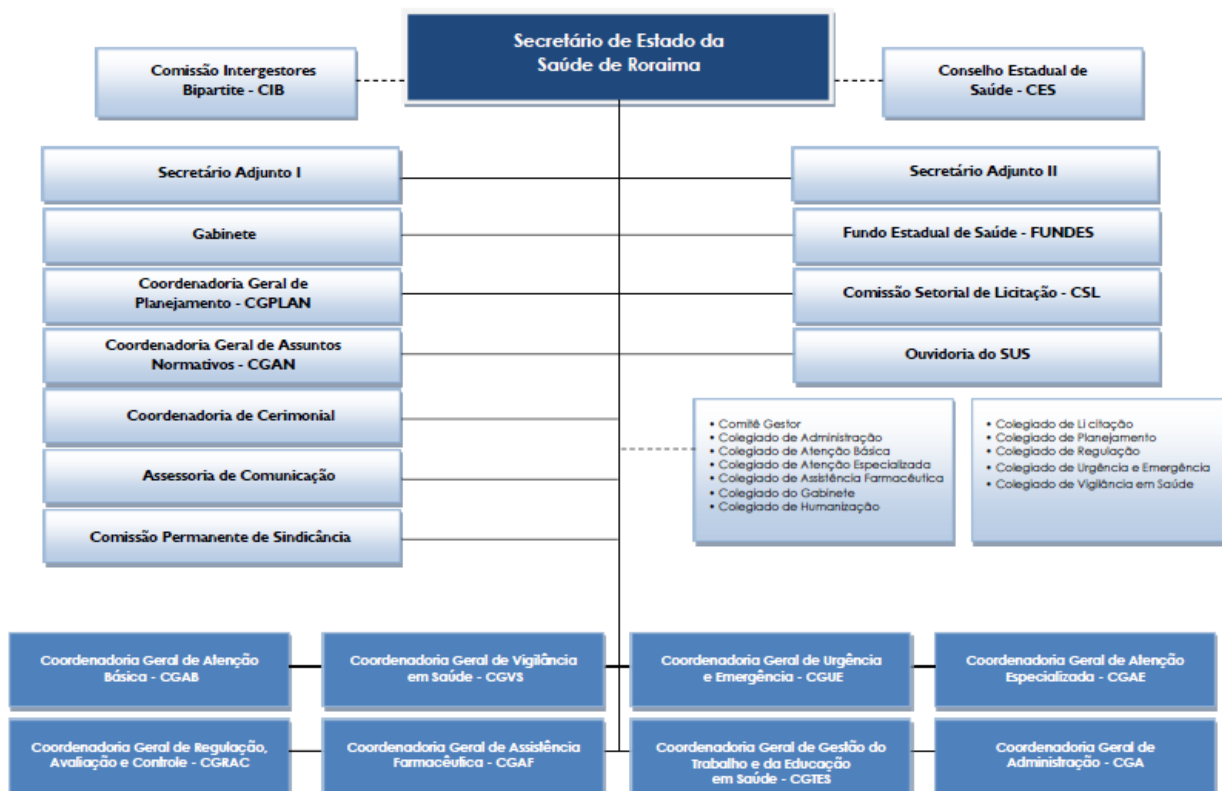 Secretário de Estado da
Saúde de Roraima
Comissão Intergestores
Bipartite - CIB
Conselho Estadual de
Saúde - CES
Secretário Adjunto I
Secretário Adjunto II
Gabinete
Fundo Estadual de Saúde - FUNDES
Coordenadoria Geral de
Planejamento - CGPLAN
Comissão Setorial de Licitação - CSL
Coordenadoria Geral de Assuntos
Normativos - CGAN
Ouvidoria do SUS
Coordenadoria de Cerimonial
Assessoria de Comunicação
Comissão Permanente de Sindicância
• Comitê Gestor
• Colegiado de Administração
• Colegiado de Atenção Básica
• Colegiado de Atenção Especializada
• Colegiado de Assistência Farmacêutica
• Colegiado do Gabinete
• Colegiado de Humanização
• Colegiado de Li citação
• Colegiado de Planejamento
• Colegiado de Regulação
• Colegiado de Urgência e Emergência
• Colegiado de Vigilância em Saúde
Coordenadoria Geral de Atenção
Básica - CGAB
Coordenadoria Geral de Vigilância
em Saúde - CGVS
Coordenadoria Geral de Urgência
e Emergência - CGUE
Coordenadoria Geral de Atenção
Especializada - CGAE
Coordenadoria Geral de Regulação,
Avaliação e Controle - CGRAC
Coordenadoria Geral de Assistência
Farmacêutica - CGAF
Coordenadoria Geral de Gestão do
Trabalho e da Educação
em Saúde - CGTES
Coordenadoria Geral de
Administração - CGA